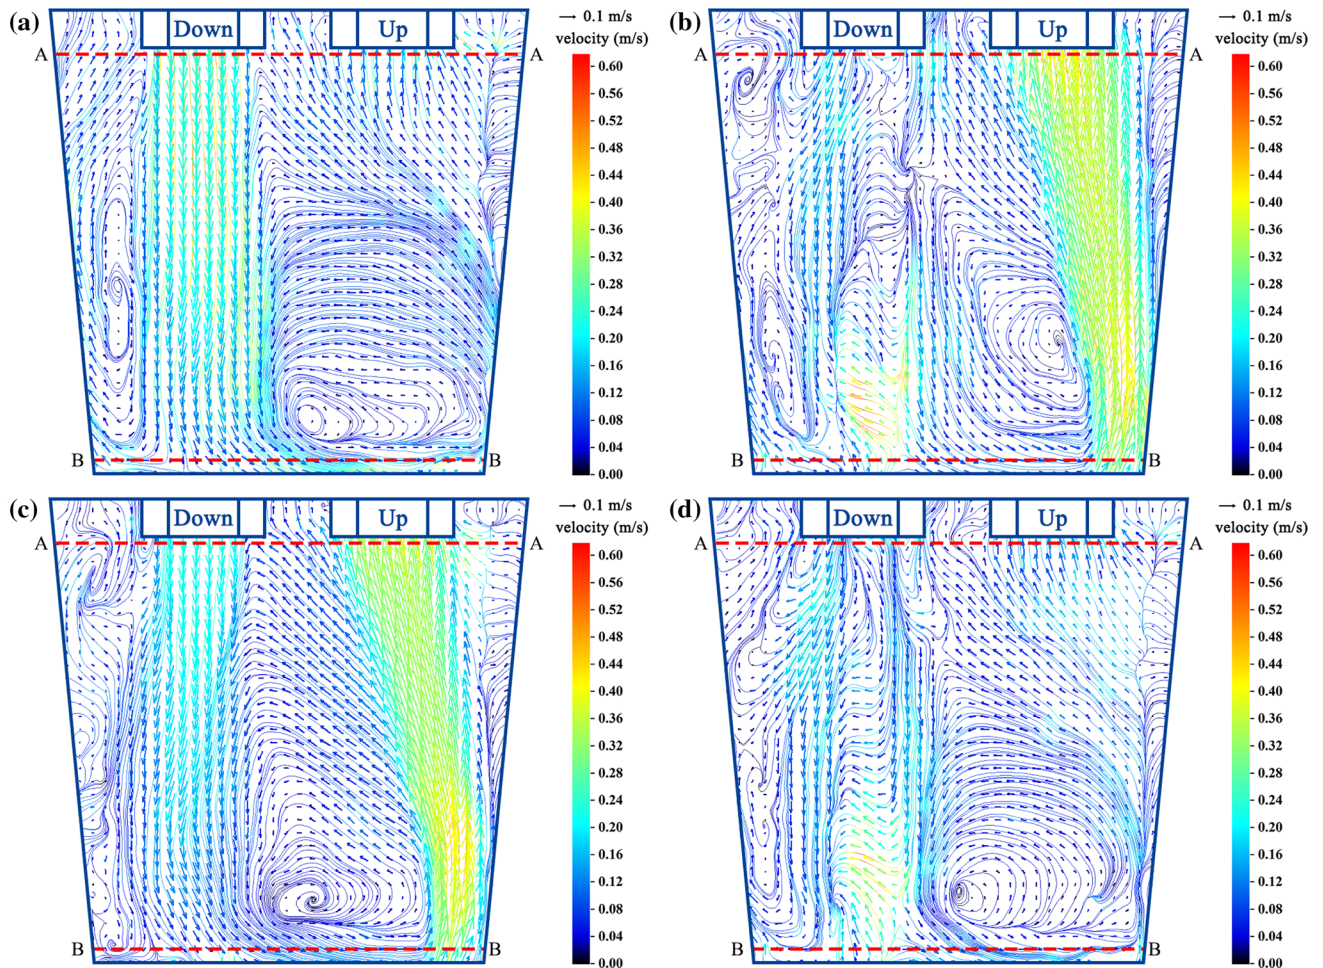 (a)
Down
Up
A
A
B
B
0.1 m/s
velocity (m/s)
0.60
0.56
0.52
0.48
0.44
0.40
0.36
0.32
0.28
0.24
0.20
0.16
0.12
0.08
0.04
0.00
(b)
Down
Up
A
A
B
B
0.1 m/s
velocity (m/s)
0.60
0.56
0.52
0.48
0.44
0.40
0.36
0.32
0.28
0.24
0.20
0.16
0.12
0.08
0.04
0.00
(c)
Down
Up
A
A
B
B
0.1 m/s
velocity (m/s)
0.60
0.56
0.52
0.48
0.44
0.40
0.36
0.32
0.28
0.24
0.20
0.16
0.12
0.08
0.04
0.00
(d)
Down
Up
A
A
B
B
0.1 m/s
velocity (m/s)
0.60
0.56
0.52
0.48
0.44
0.40
0.36
0.32
0.28
0.24
0.20
0.16
0.12
0.08
0.04
0.00